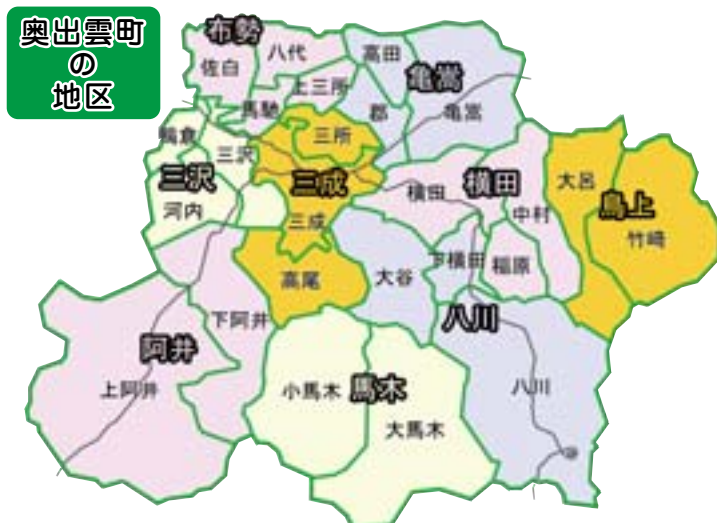 奥出雲町
の
地区
布勢
佐白
八代
上三所
馬馳
高田
亀嵩
郡
亀嵩
鴨倉
三沢
三沢
河内
三所
三成
三成
高尾
横田
横田
中村
下横田
稲原
大呂
鳥上
竹崎
大谷
八川
八川
下阿井
阿井
上阿井
小馬木
馬木
大馬木